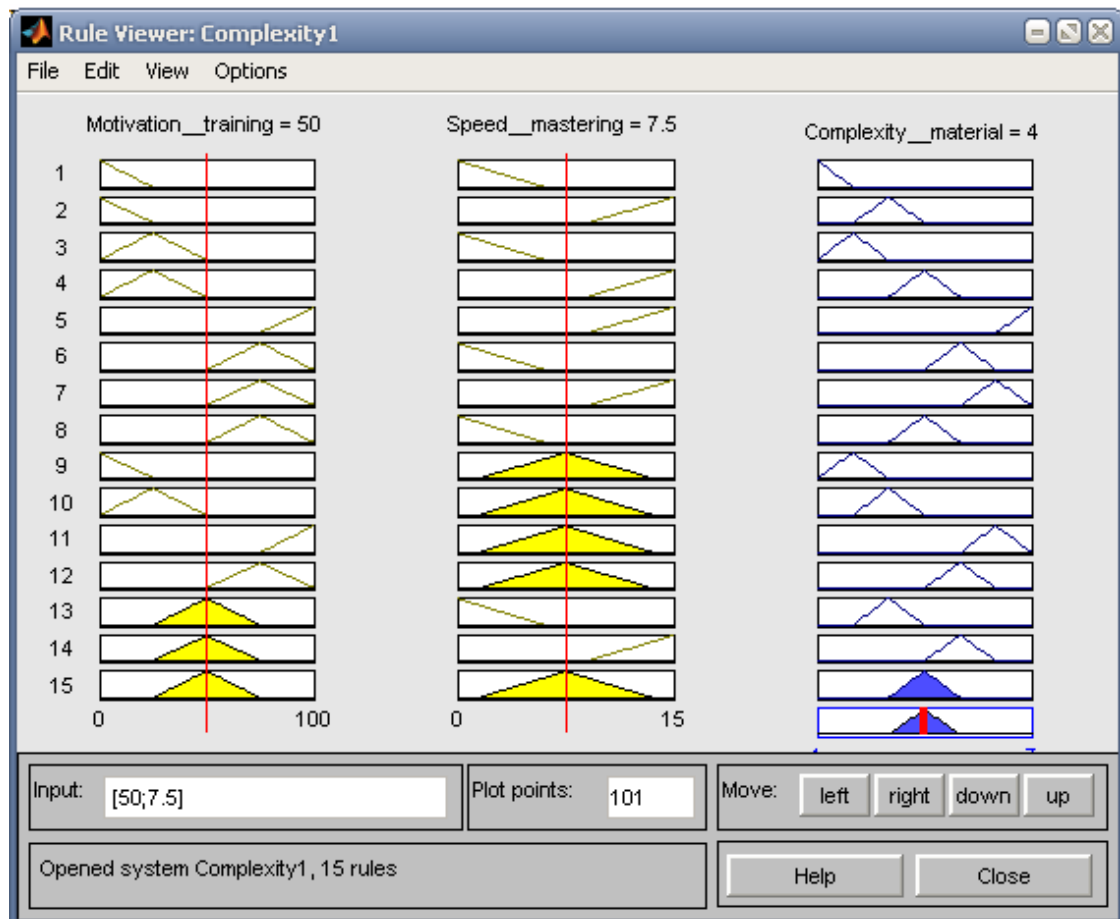 Rule Viewer: Complexity1
File Edit View Options
Motivation__training = 50 Speed__mastering = 7.5 Complexity__material = 4
1
2
3
4
5
6
7
8
9
10
11
12
13
14
15
0 100 0 15
Input: [50;7.5] Plot points: 101 Move: left right down up
Opened system Complexity1, 15 rules Help Close